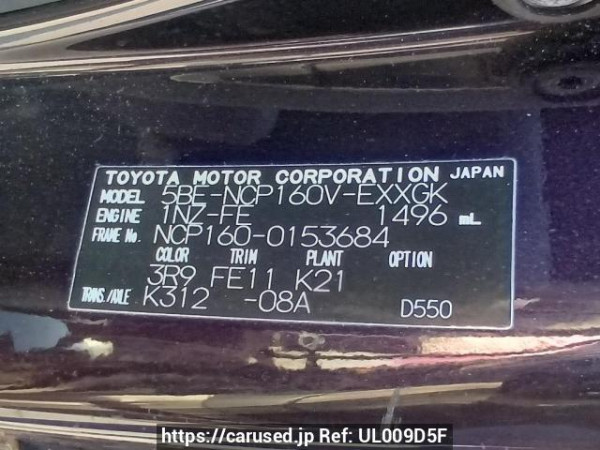 TOYOTA MOTOR CORPORATION JAPAN
MODEL 5BE-NCP160V-EXXGK
ENGINE 1NZ-FE 1496 mL
FRAME No. NCP160-0153684
COLOR TRIM PLANT OPTION
3R9 FE11 K21
TRANS./AXLE K312 -08A D550
https://carused.jp Ref: UL009D5F